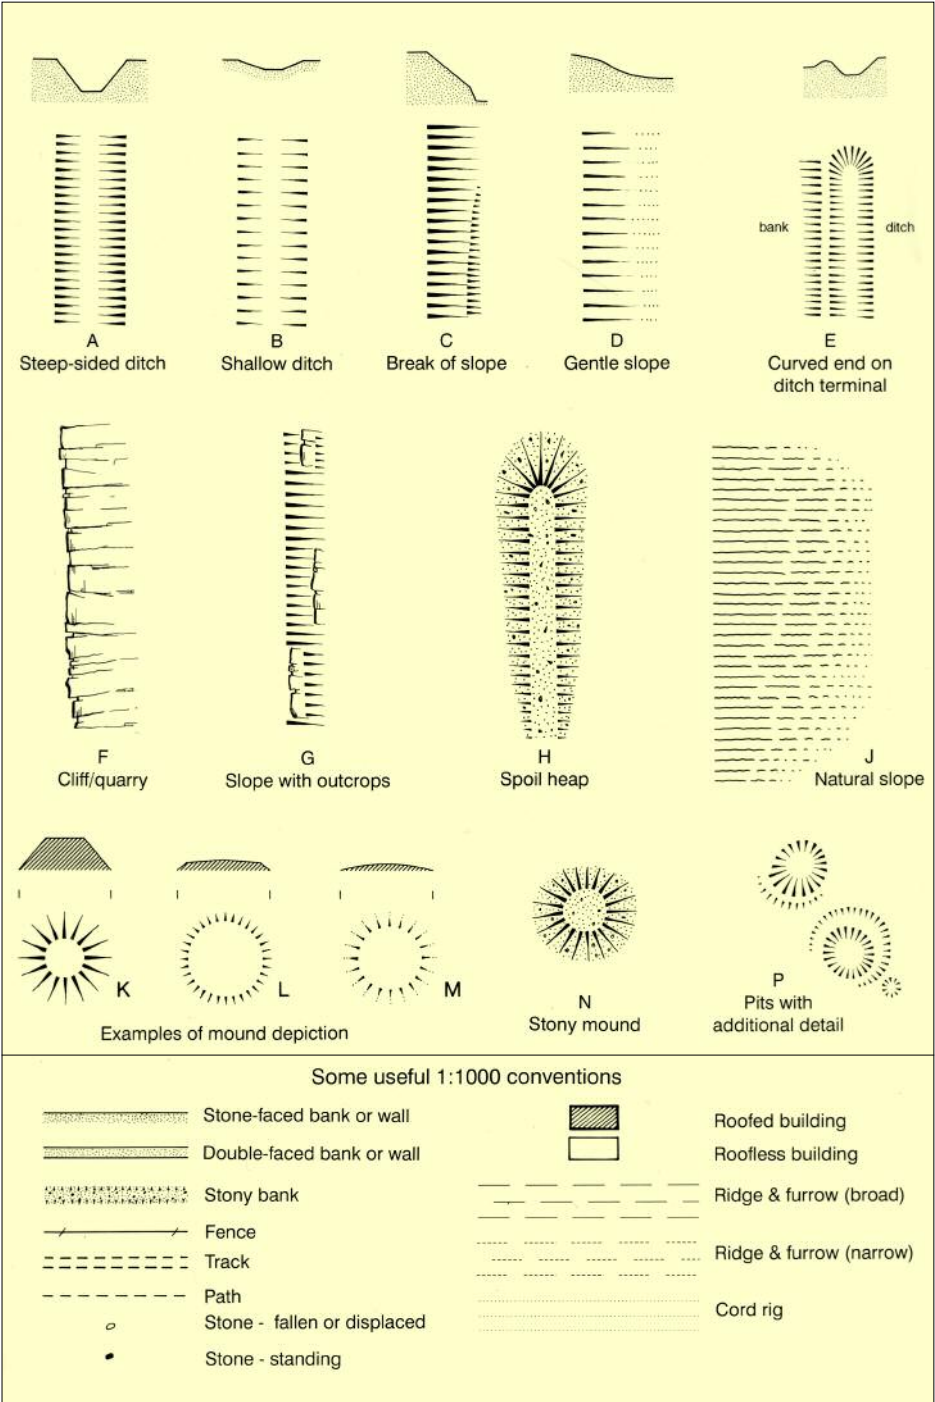 bank
ditch
A
Steep-sided ditch
B
Shallow ditch
C
Break of slope
D
Gentle slope
E
Curved end on
ditch terminal
F
Cliff/quarry
G
Slope with outcrops
H
Spoil heap
J
Natural slope
K
L
M
Examples of mound depiction
N
Stony mound
P
Pits with
additional detail
Some useful 1:1000 conventions
Stone-faced bank or wall
Double-faced bank or wall
Stony bank
Fence
Track
Path
Stone - fallen or displaced
Stone - standing
Roofed building
Roofless building
Ridge & furrow (broad)
Ridge & furrow (narrow)
Cord rig